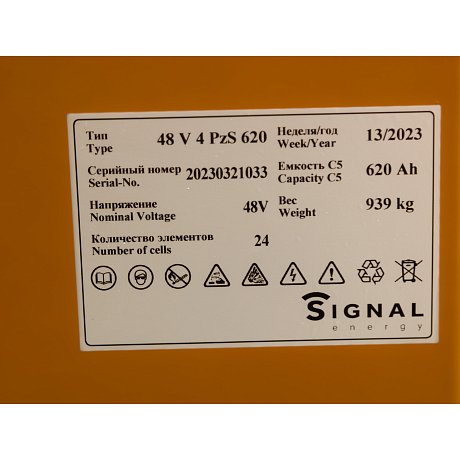 Тип 48 V 4 PzS 620 Неделя/год 13/2023
Type Week/Year
Серийный номер 20230321033 Емкость C5 620 Ah
Serial-No. Capacity C5
Напряжение 48V Вес 939 kg
Nominal Voltage Weight
Количество элементов 24
Number of cells
SIGNAL
energy